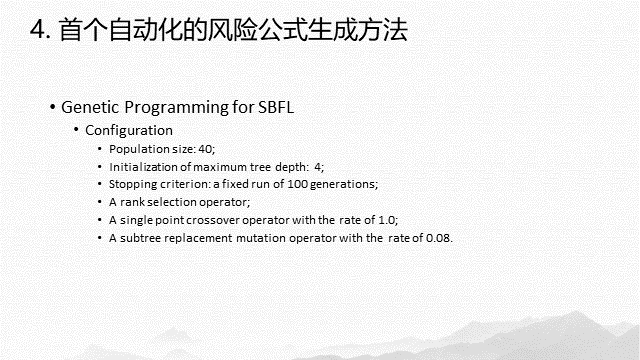 4. 首个自动化的风险公式生成方法
• Genetic Programming for SBFL
• Configuration
• Population size: 40;
• Initialization of maximum tree depth: 4;
• Stopping criterion: a fixed run of 100 generations;
• A rank selection operator;
• A single point crossover operator with the rate of 1.0;
• A subtree replacement mutation operator with the rate of 0.08.